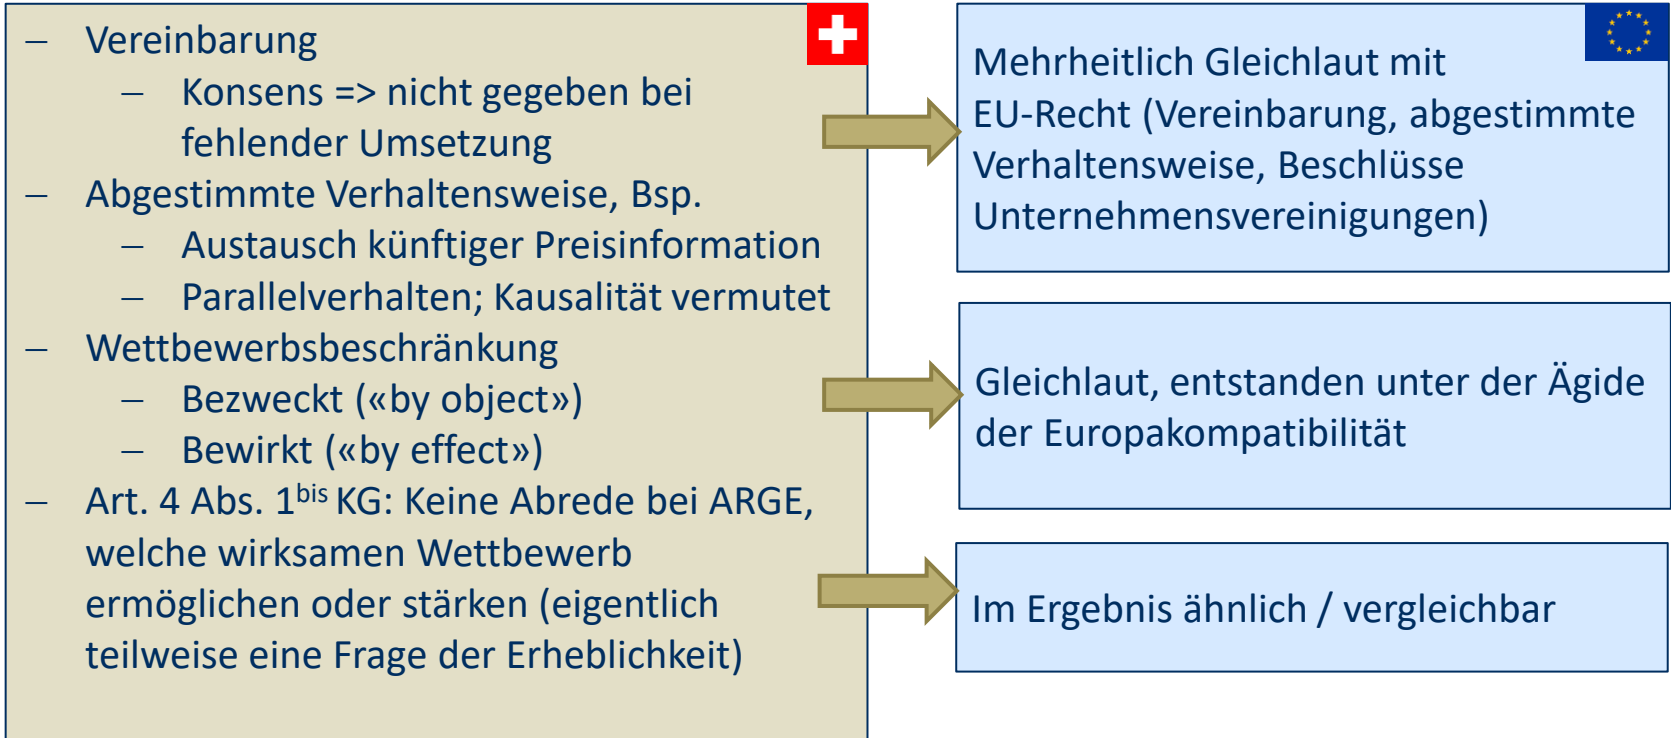 – Vereinbarung
– Konsens => nicht gegeben bei
fehlender Umsetzung
– Abgestimmte Verhaltensweise, Bsp.
– Austausch künftiger Preisinformation
– Parallelverhalten; Kausalität vermutet
– Wettbewerbsbeschränkung
– Bezweckt («by object»)
– Bewirkt («by effect»)
– Art. 4 Abs. 1bis KG: Keine Abrede bei ARGE,
welche wirksamen Wettbewerb
ermöglichen oder stärken (eigentlich
teilweise eine Frage der Erheblichkeit)
Mehrheitlich Gleichlaut mit
EU-Recht (Vereinbarung, abgestimmte
Verhaltensweise, Beschlüsse
Unternehmensvereinigungen)
Gleichlaut, entstanden unter der Ägide
der Europakompatibilität
Im Ergebnis ähnlich / vergleichbar